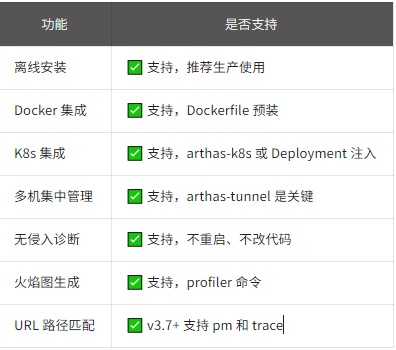 功能 是否支持
离线安装 ✅ 支持，推荐生产使用
Docker 集成 ✅ 支持，Dockerfile 预装
K8s 集成 ✅ 支持，arthas-k8s 或 Deployment 注入
多机集中管理 ✅ 支持，arthas-tunnel 是关键
无侵入诊断 ✅ 支持，不重启、不改代码
火焰图生成 ✅ 支持，profiler 命令
URL 路径匹配 ✅ v3.7+ 支持 pm 和 trace